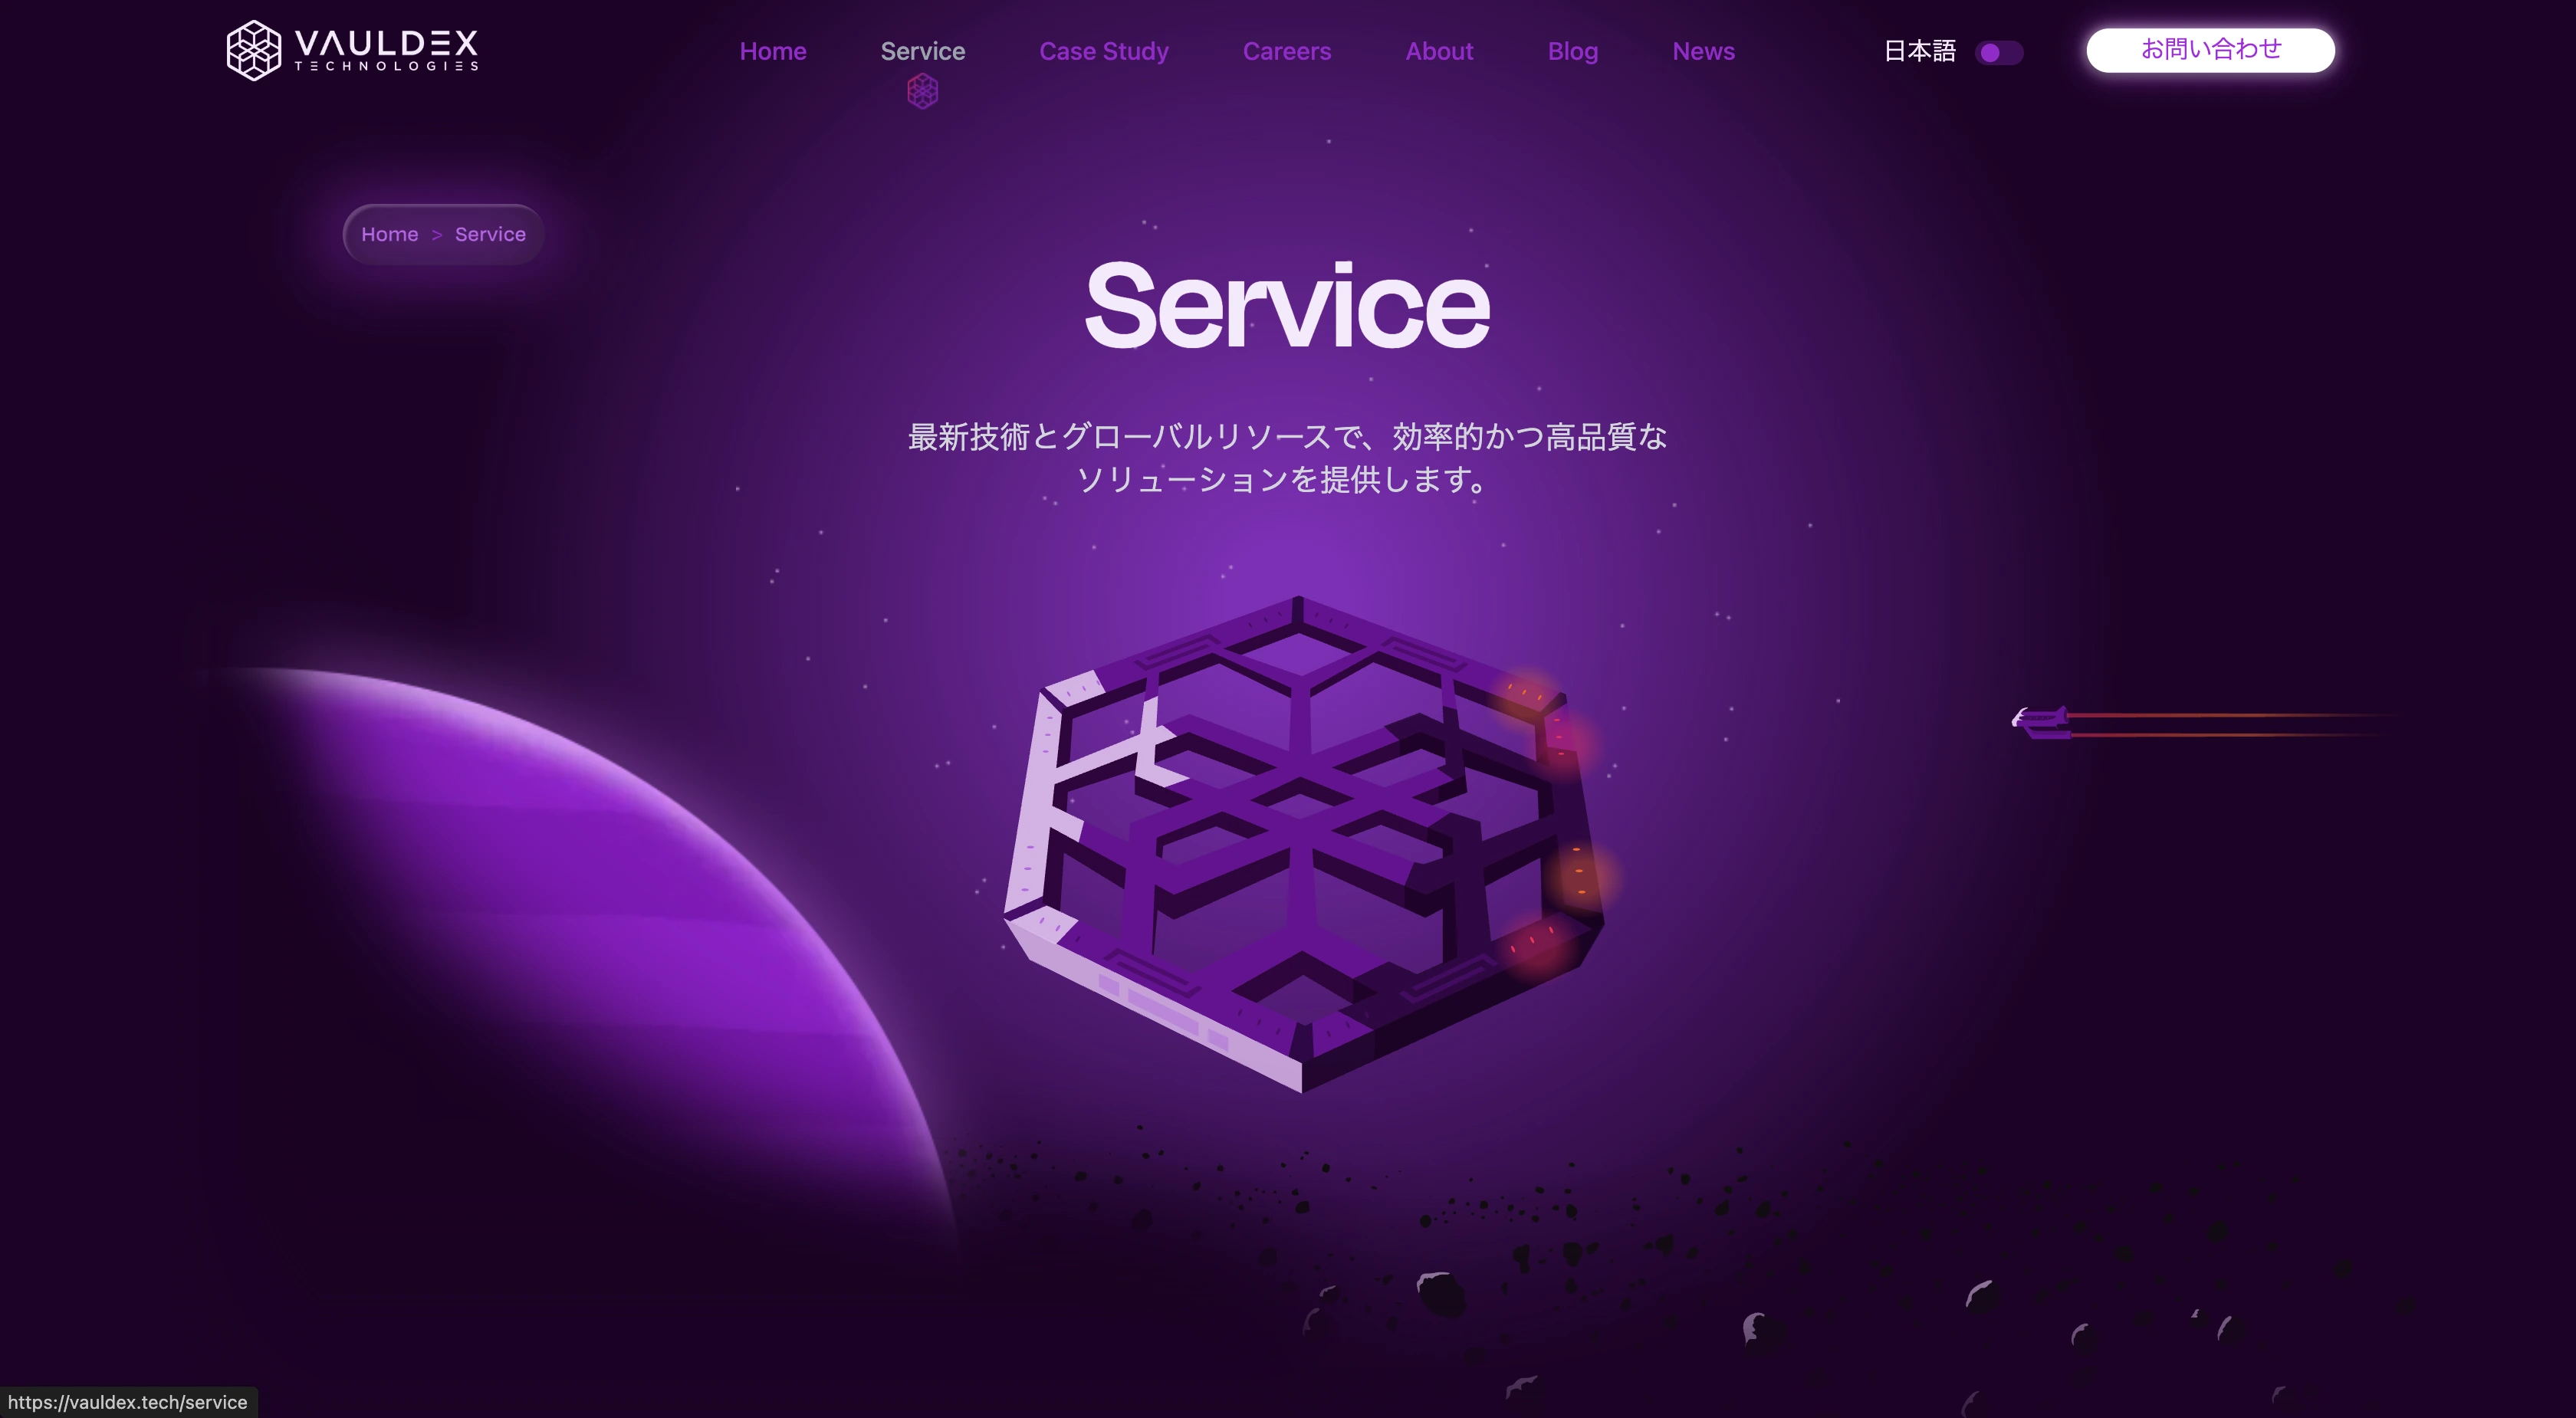 VAULDEX
TECHNOLOGIES
Home
Service
Case Study
Careers
About
Blog
News
日本語
お問い合わせ
Home > Service
Service
最新技術とグローバルリソースで、効率的かつ高品質な
ソリューションを提供します。
https://vauldex.tech/service